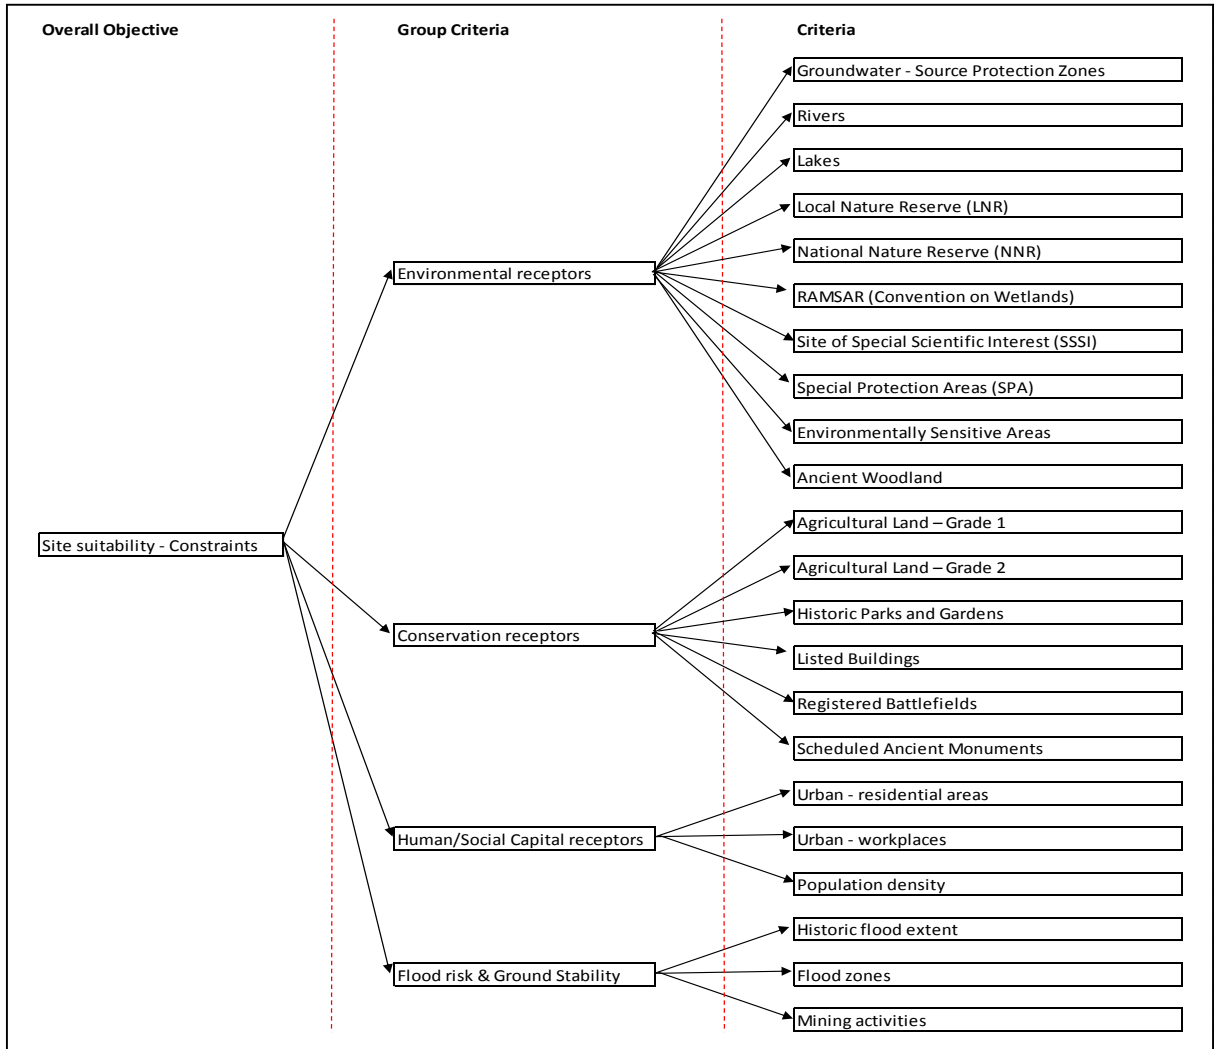 Overall Objective
Group Criteria
Criteria
Groundwater - Source Protection Zones
Rivers
Lakes
Local Nature Reserve (LNR)
National Nature Reserve (NNR)
Environmental receptors
RAMSAR (Convention on Wetlands)
Site of Special Scientific Interest (SSSI)
Special Protection Areas (SPA)
Environmentally Sensitive Areas
Ancient Woodland
Agricultural Land – Grade 1
Site suitability - Constraints
Agricultural Land – Grade 2
Historic Parks and Gardens
Conservation receptors
Listed Buildings
Registered Battlefields
Scheduled Ancient Monuments
Urban - residential areas
Human/Social Capital receptors
Urban - workplaces
Population density
Historic flood extent
Flood risk & Ground Stability
Flood zones
Mining activities